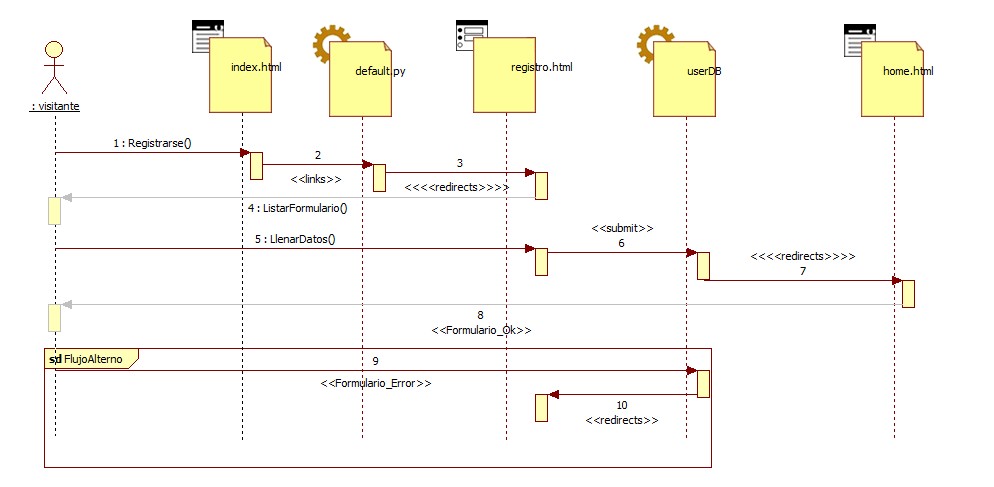 index.html
default.py
registro.html
userDB
home.html
: visitante
1 : Registrarse()
2
<<links>>
3
<<<<redirects>>>>
4 : ListarFormulario()
5 : LlenarDatos()
<<submit>>
6
<<<<redirects>>>>
7
8
<<Formulario_Ok>>
sd FlujoAlterno
9
<<Formulario_Error>>
10
<<redirects>>